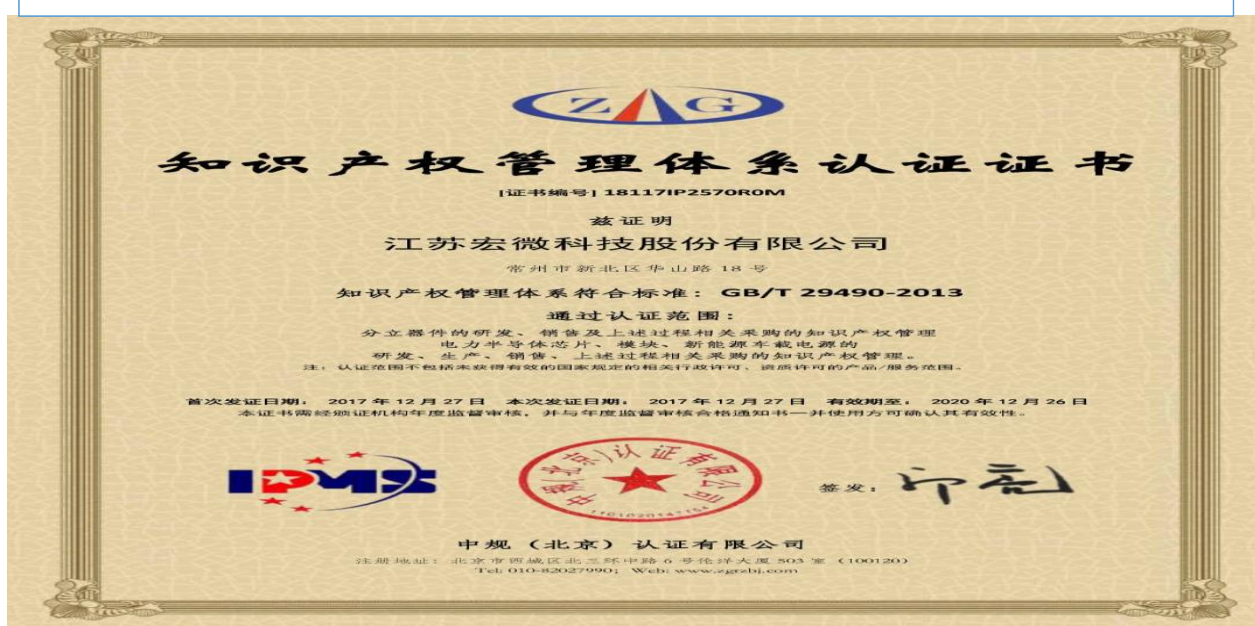 ZG
知识产权管理体系认证证书
[证书编号] 18117IP2570R0M
兹证明
江苏宏微科技股份有限公司
常州市新北区华山路 18 号
知识产权管理体系符合标准：GB/T 29490-2013
通过认证范围：
分立器件的研发、销售及上述过程相关采购的知识产权管理
电力半导体芯片、模块、新能源车载电源的
研发、生产、销售、上述过程相关采购的知识产权管理。
注：认证范围不包括未获得有效的国家规定的相关行政许可、资质许可的产品/服务范围。
首次发证日期： 2017 年 12 月 27 日 本次发证日期： 2017 年 12 月 27 日 有效期至： 2020 年 12 月 26 日
本证书需经颁证机构年度监督审核，并与年度监督审核合格通知书一并使用方可确认其有效性。
IPMS
中规(北京)认证有限公司
签发：
中规（北京）认证有限公司
注册地址：北京市西城区北三环中路 6 号伦洋大厦 503 室 （100120）
Tel: 010-82027990; Web: www.zgrzbj.com